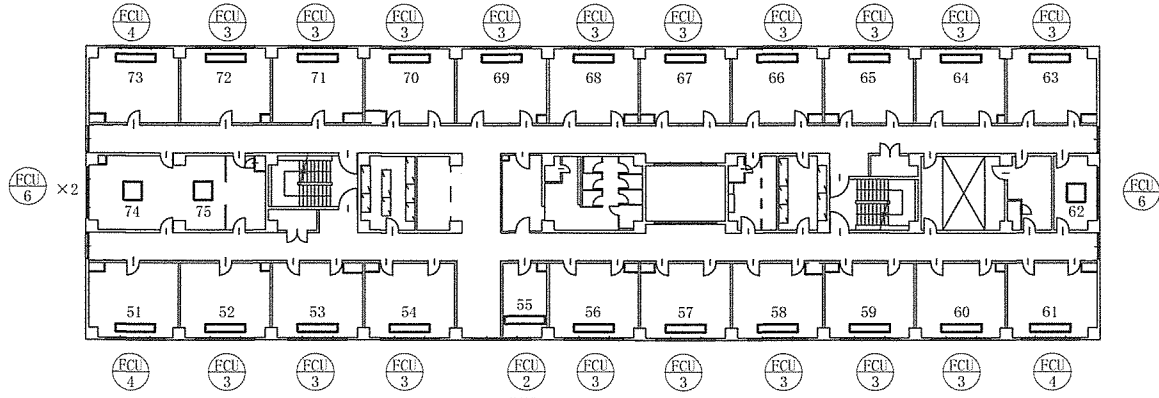 FCU FCU FCU FCU FCU FCU FCU FCU FCU FCU FCU
4 3 3 3 3 3 3 3 3 3 3
73 72 71 70 69 68 67 66 65 64 63
FCU
6 ×2
74 75 62
FCU
6
51 52 53 54 55 56 57 58 59 60 61
FCU FCU FCU FCU FCU FCU FCU FCU FCU FCU
4 3 3 3 2 3 3 3 3 3 4